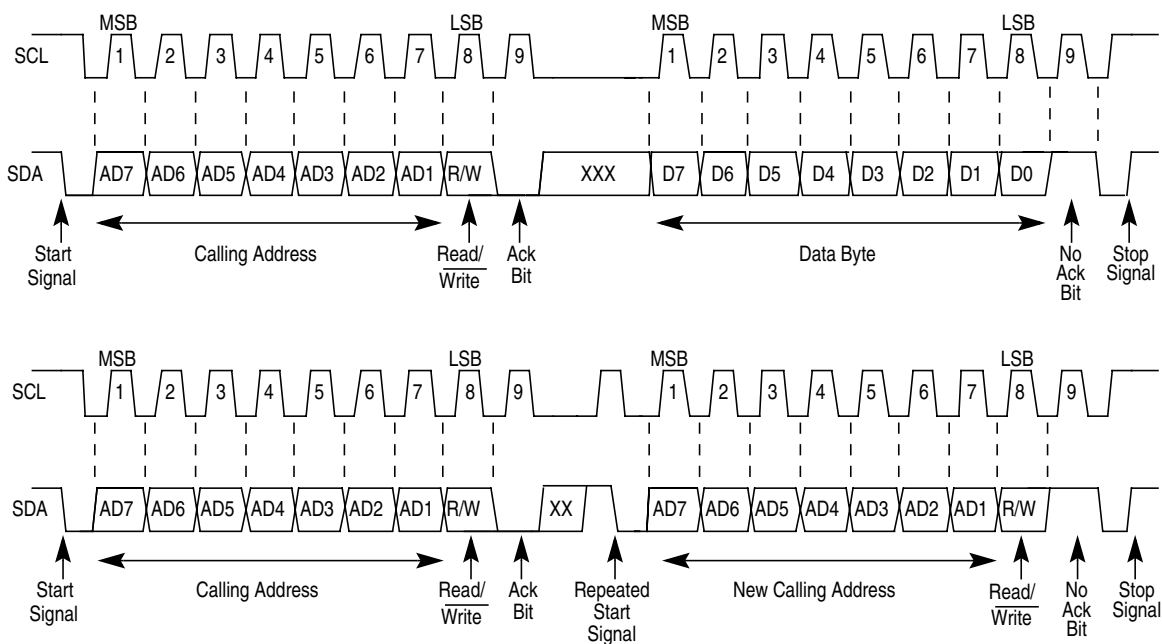 MSB LSB MSB LSB
SCL 1 2 3 4 5 6 7 8 9 1 2 3 4 5 6 7 8 9
SDA AD7 AD6 AD5 AD4 AD3 AD2 AD1 R/W XXX D7 D6 D5 D4 D3 D2 D1 D0
Start
Signal
Calling Address
Read/
Write
Ack
Bit
Data Byte
No
Ack
Bit
Stop
Signal
MSB LSB MSB LSB
SCL 1 2 3 4 5 6 7 8 9 1 2 3 4 5 6 7 8 9
SDA AD7 AD6 AD5 AD4 AD3 AD2 AD1 R/W XX AD7 AD6 AD5 AD4 AD3 AD2 AD1 R/W
Start
Signal
Calling Address
Read/
Write
Ack
Bit
Repeated
Start
Signal
New Calling Address
Read/
Write
No
Ack
Bit
Stop
Signal